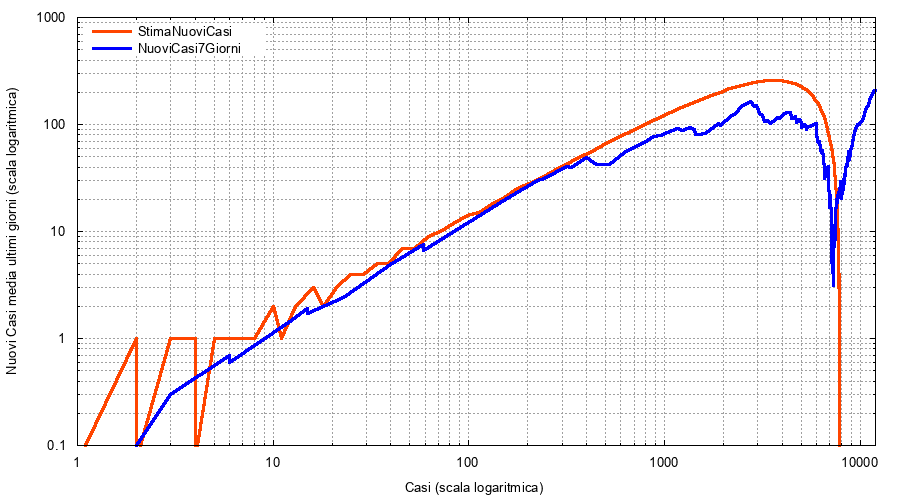 1000
StimaNuoviCasi
NuoviCasi7Giorni
100
10
1
0.1
Nuovi Casi media ultimi giorni (scala logaritmica)
1 10 100 1000 10000
Casi (scala logaritmica)